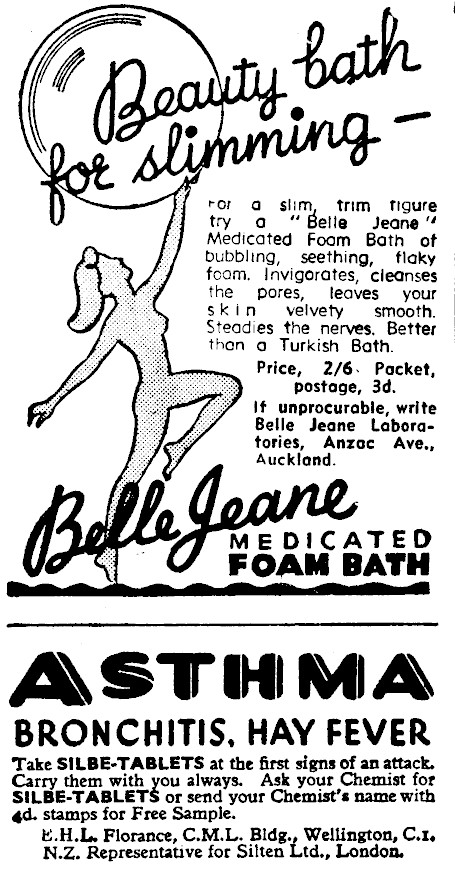 Beauty bath
for slimming —
For a slim, trim figure
try a "Belle Jeane"
Medicated Foam Bath of
bubbling, seething, flaky
foam. Invigorates, cleanses
the pores, leaves your
skin velvety smooth.
Steadies the nerves. Better
than a Turkish Bath.
Price, 2/6 Packet,
postage, 3d.
If unprocurable, write
Belle Jeane Labora-
tories, Anzac Ave.,
Auckland.
Belle Jeane
MEDICATED
FOAM BATH
ASTHMA
BRONCHITIS, HAY FEVER
Take SILBE-TABLETS at the first signs of an attack.
Carry them with you always. Ask your Chemist for
SILBE-TABLETS or send your Chemist's name with
4d. stamps for Free Sample.
E.H.L. Florance, C.M.L. Bldg., Wellington, C.1,
N.Z. Representative for Silten Ltd., London.